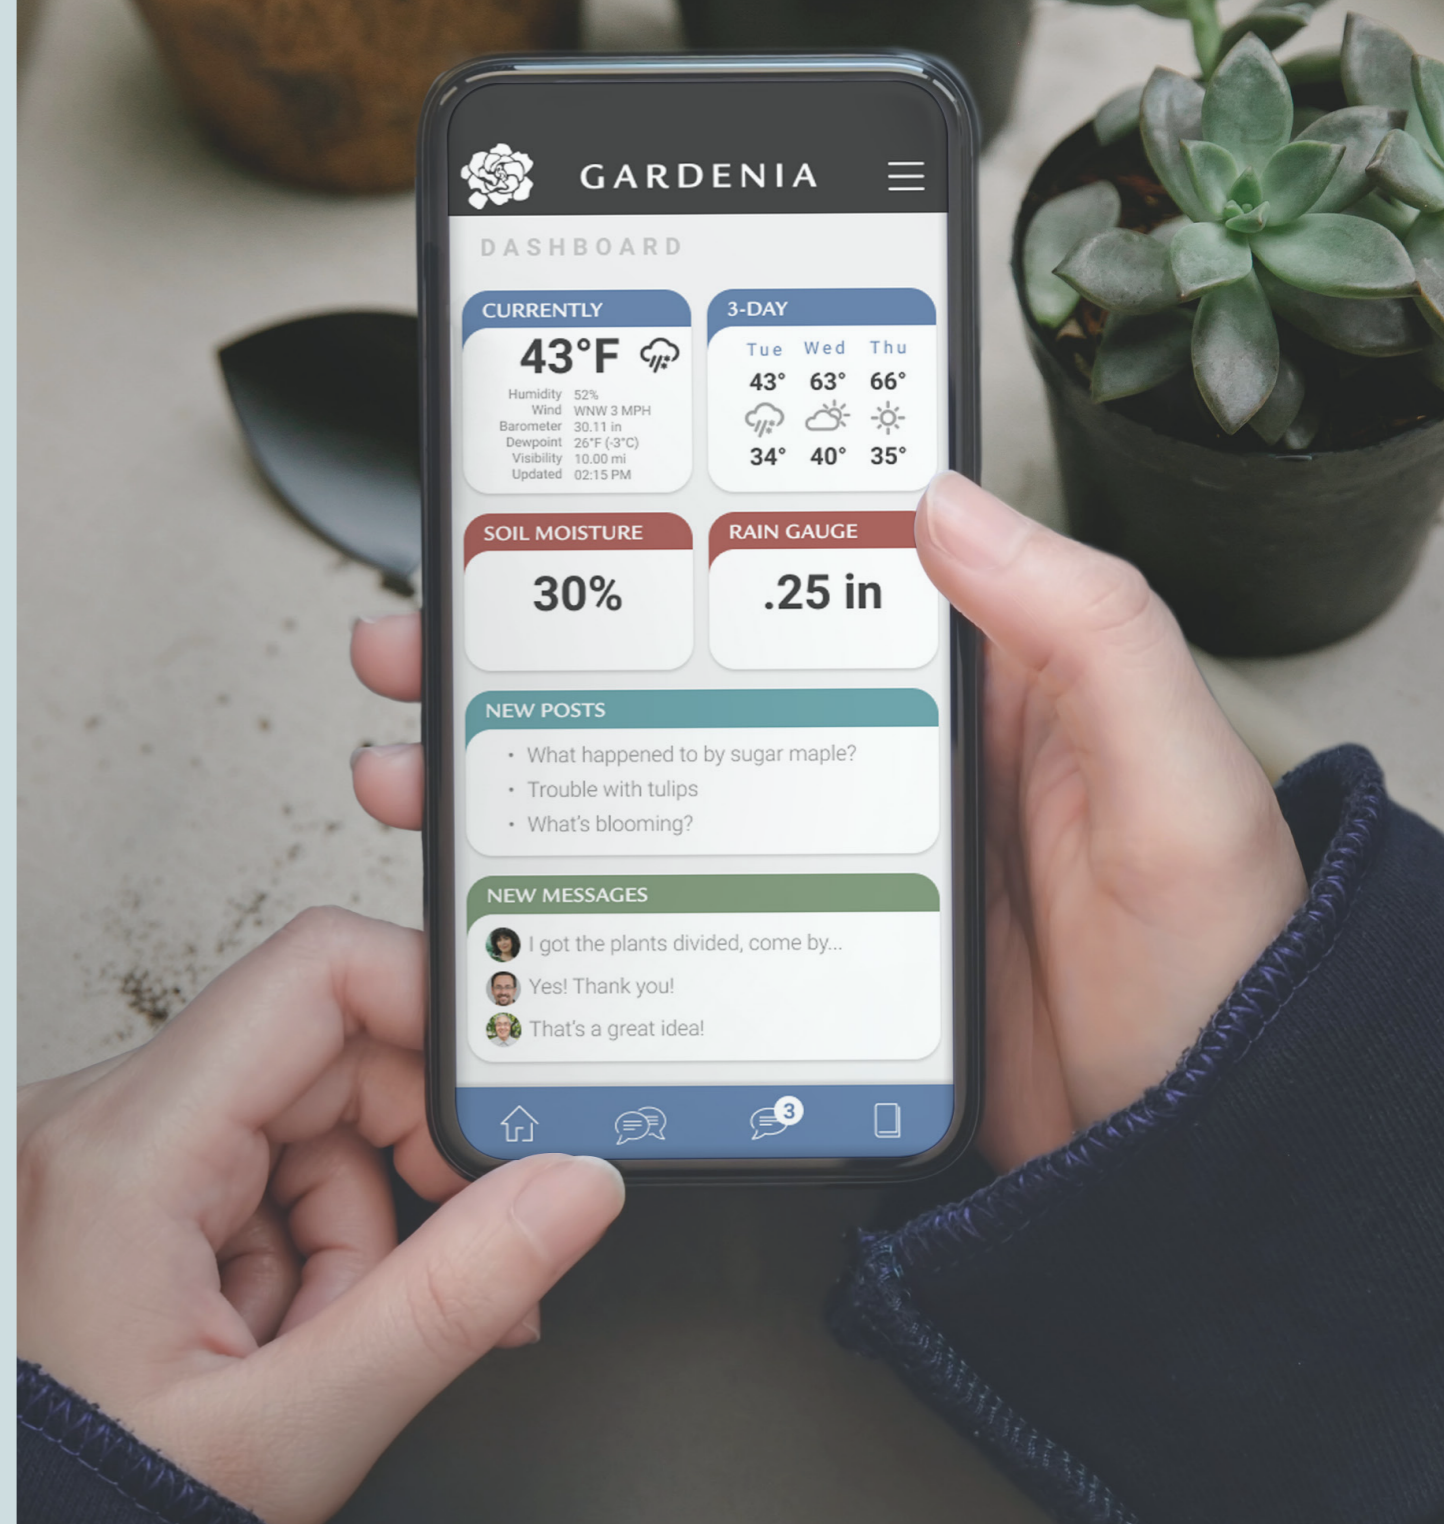 GARDENIA
DASHBOARD
CURRENTLY
43°F
Humidity 52%
Wind WNW 3 MPH
Barometer 30.11 in
Dewpoint 26°F (-3°C)
Visibility 10.00 mi
Updated 02:15 PM
3-DAY
Tue Wed Thu
43° 63° 66°
34° 40° 35°
SOIL MOISTURE
30%
RAIN GAUGE
.25 in
NEW POSTS
• What happened to by sugar maple?
• Trouble with tulips
• What's blooming?
NEW MESSAGES
I got the plants divided, come by...
Yes! Thank you!
That's a great idea!
3